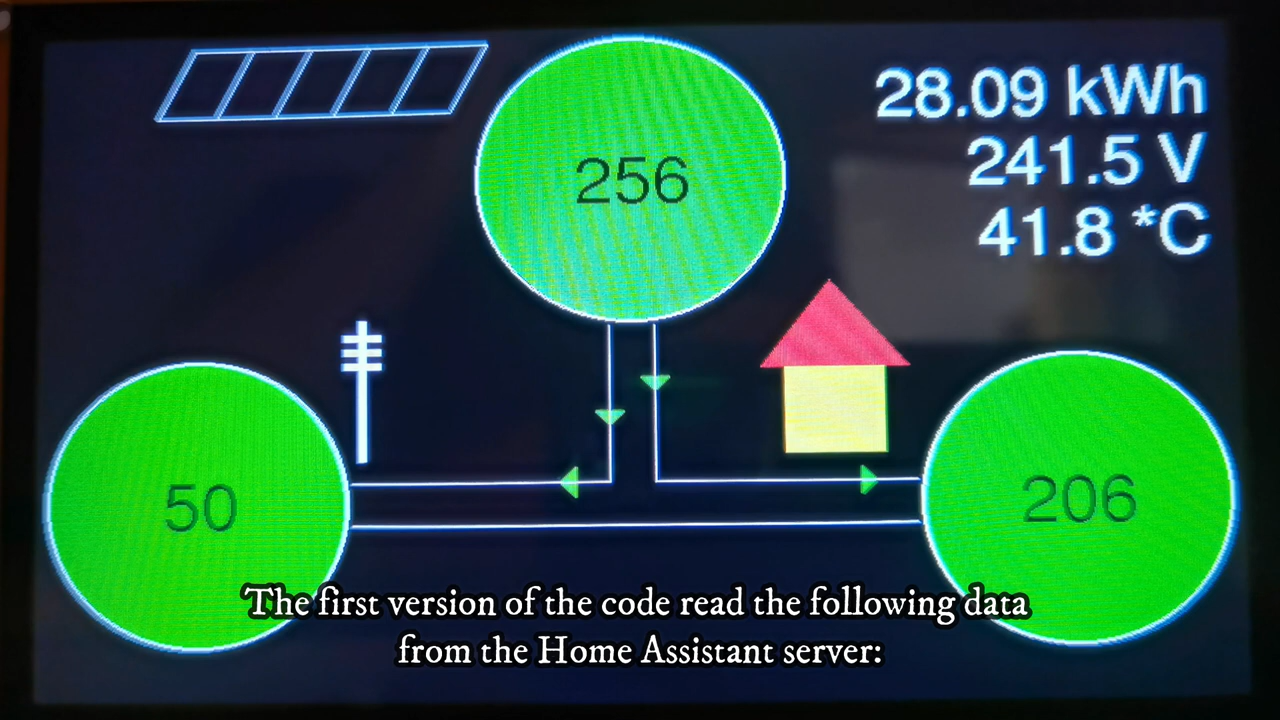 256
28.09 kWh
241.5 V
41.8 *C
50
206
The first version of the code read the following data
from the Home Assistant server: